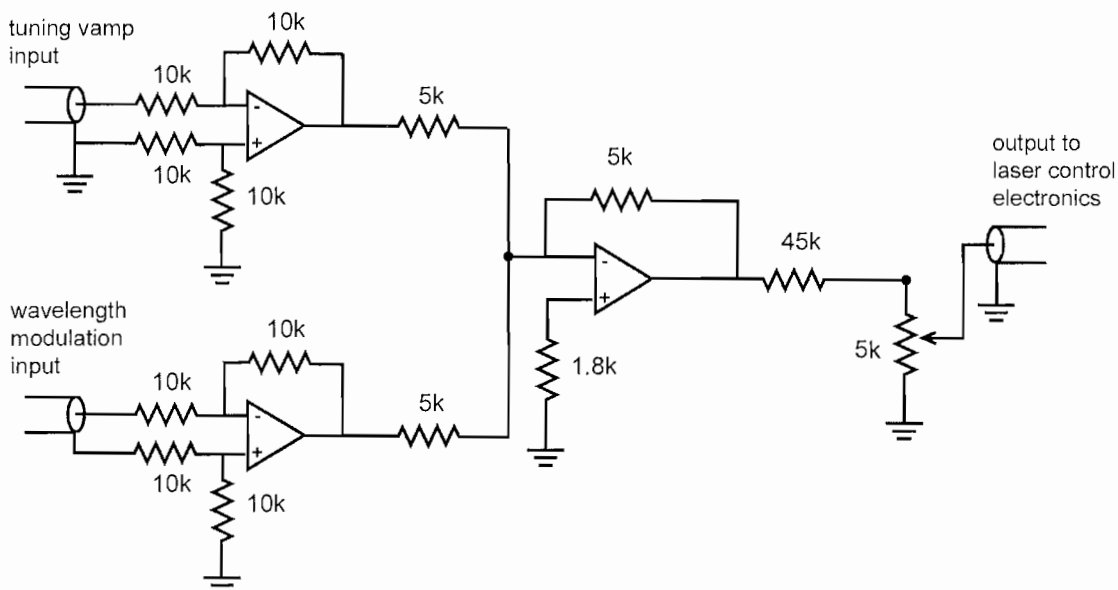 tuning vamp
input
10k
10k
10k
10k
-
+
5k
wavelength
modulation
input
10k
10k
10k
10k
-
+
5k
5k
-
+
1.8k
45k
5k
output to
laser control
electronics